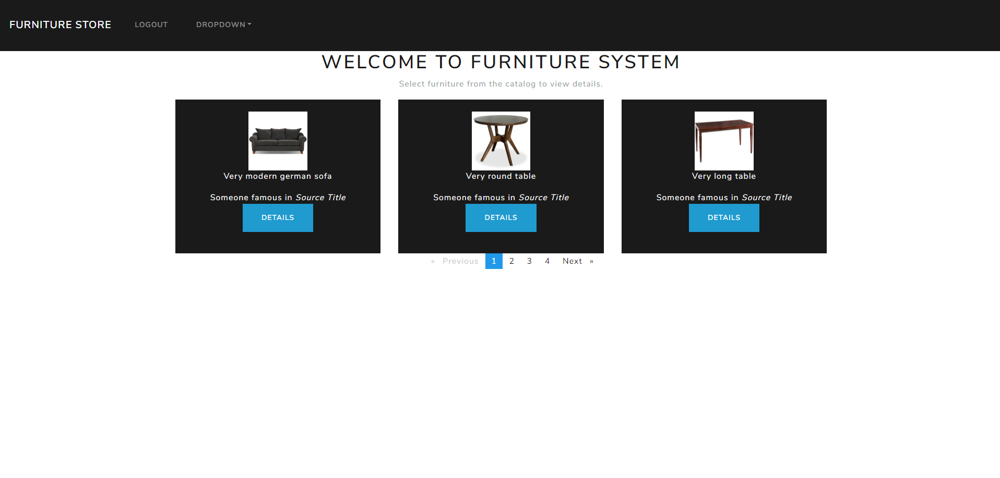 FURNITURE STORE LOGOUT DROPDOWN
WELCOME TO FURNITURE SYSTEM
Select furniture from the catalog to view details.
Very modern german sofa
Someone famous in Source Title
DETAILS
Very round table
Someone famous in Source Title
DETAILS
Very long table
Someone famous in Source Title
DETAILS
« Previous 1 2 3 4 Next »